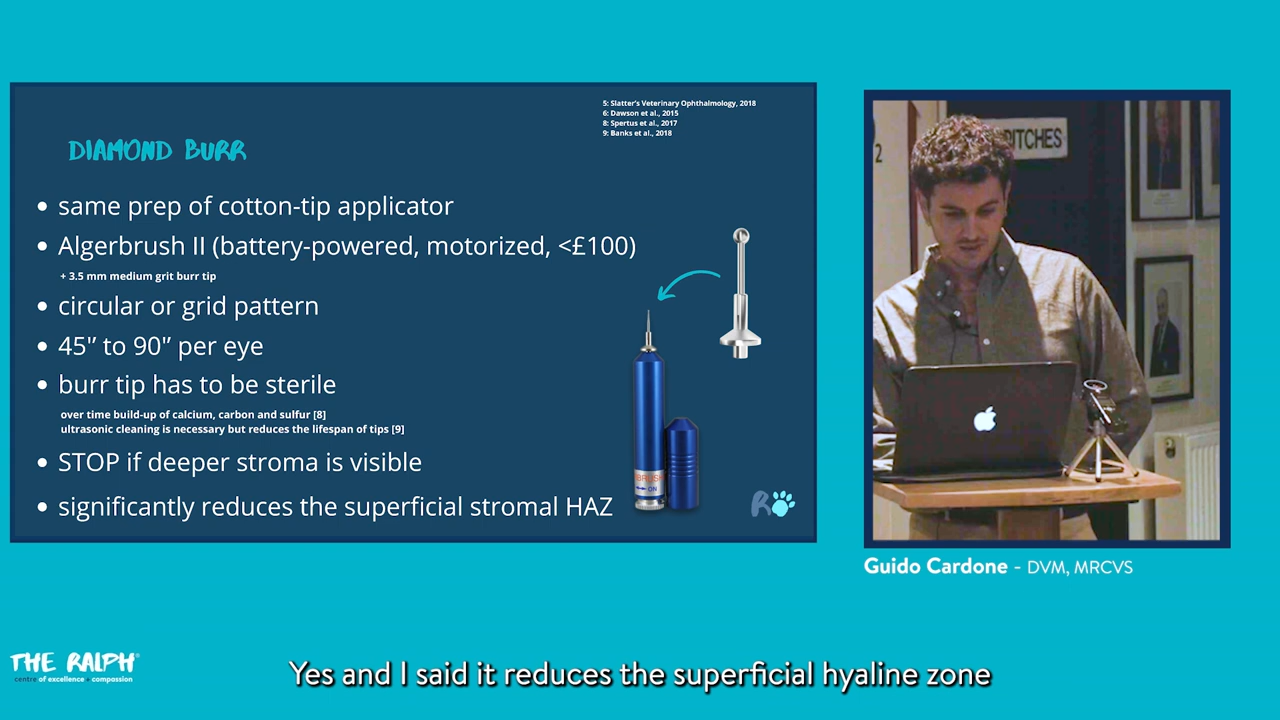 5: Slatter's Veterinary Ophthalmology, 2018
6: Dawson et al., 2015
8: Spertus et al., 2017
9: Banks et al., 2018
DIAMOND BURR
• same prep of cotton-tip applicator
• Algerbrush II (battery-powered, motorized, <£100)
+ 3.5 mm medium grit burr tip
• circular or grid pattern
• 45″ to 90″ per eye
• burr tip has to be sterile
over time build-up of calcium, carbon and sulfur [8]
ultrasonic cleaning is necessary but reduces the lifespan of tips [9]
• STOP if deeper stroma is visible
• significantly reduces the superficial stromal HAZ
ON
R
2
PITCHES
Guido Cardone - DVM, MRCVS
THE RALPH®
centre of excellence + compassion
Yes and I said it reduces the superficial hyaline zone